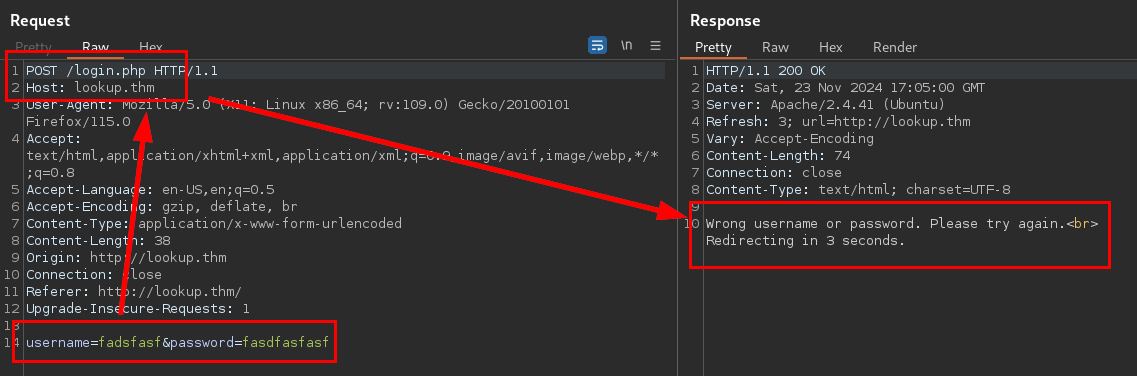 Request
Pretty Raw Hex
\n
1 POST /login.php HTTP/1.1
2 Host: lookup.thm
3 User-Agent: Mozilla/5.0 (X11; Linux x86_64; rv:109.0) Gecko/20100101
Firefox/115.0
4 Accept:
text/html,application/xhtml+xml,application/xml;q=0.9,image/avif,image/webp,*/*
;q=0.8
5 Accept-Language: en-US,en;q=0.5
6 Accept-Encoding: gzip, deflate, br
7 Content-Type: application/x-www-form-urlencoded
8 Content-Length: 38
9 Origin: http://lookup.thm
10 Connection: close
11 Referer: http://lookup.thm/
12 Upgrade-Insecure-Requests: 1
13
14 username=fadsfasf&password=fasdfasfasf
Response
Pretty Raw Hex Render
1 HTTP/1.1 200 OK
2 Date: Sat, 23 Nov 2024 17:05:00 GMT
3 Server: Apache/2.4.41 (Ubuntu)
4 Refresh: 3; url=http://lookup.thm
5 Vary: Accept-Encoding
6 Content-Length: 74
7 Connection: close
8 Content-Type: text/html; charset=UTF-8
9
10 Wrong username or password. Please try again.<br>
Redirecting in 3 seconds.